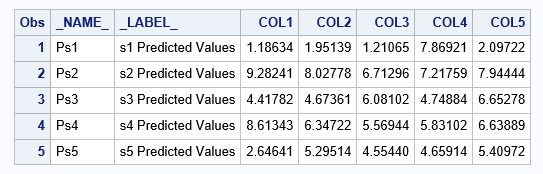 Obs _NAME_ _LABEL_ COL1 COL2 COL3 COL4 COL5
1 Ps1 s1 Predicted Values 1.18634 1.95139 1.21065 7.86921 2.09722
2 Ps2 s2 Predicted Values 9.28241 8.02778 6.71296 7.21759 7.94444
3 Ps3 s3 Predicted Values 4.41782 4.67361 6.08102 4.74884 6.65278
4 Ps4 s4 Predicted Values 8.61343 6.34722 5.56944 5.83102 6.63889
5 Ps5 s5 Predicted Values 2.64641 5.29514 4.55440 4.65914 5.40972